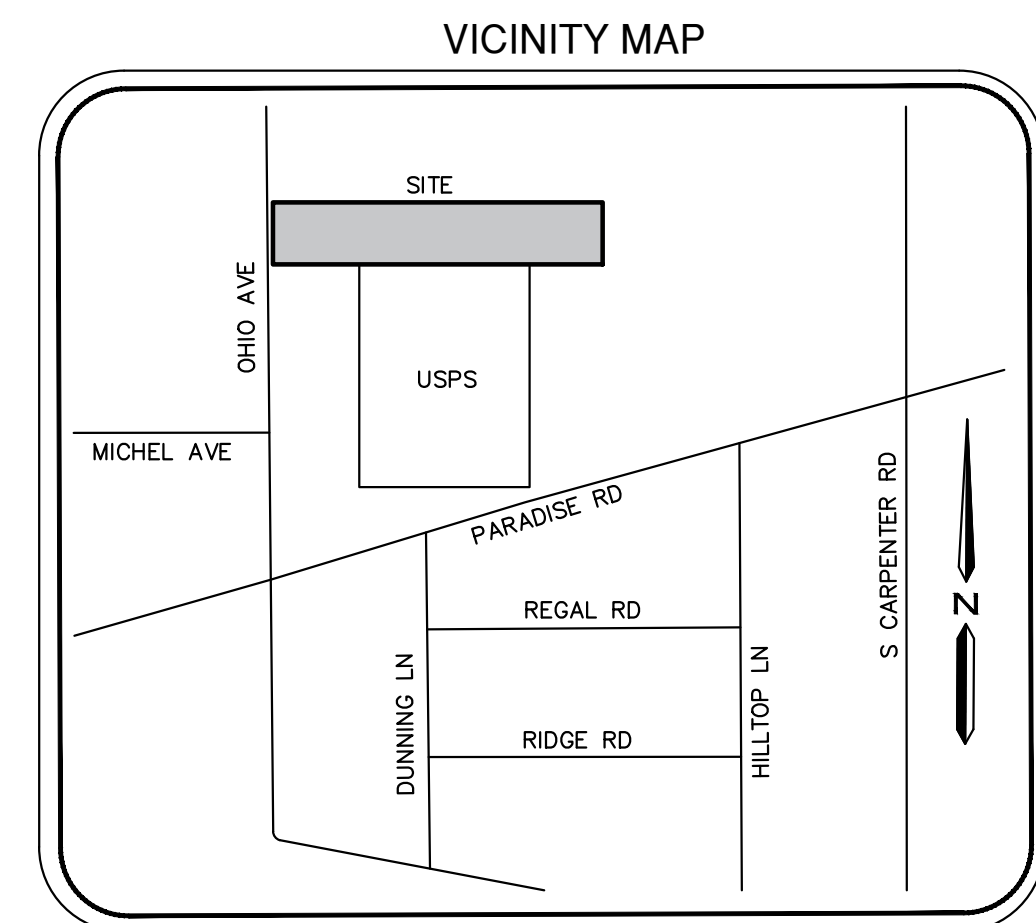 VICINITY MAP
SITE
OHIO AVE
USPS
MICHEL AVE
PARADISE RD
S CARPENTER RD
N
REGAL RD
DUNNING LN
HILLTOP LN
RIDGE RD